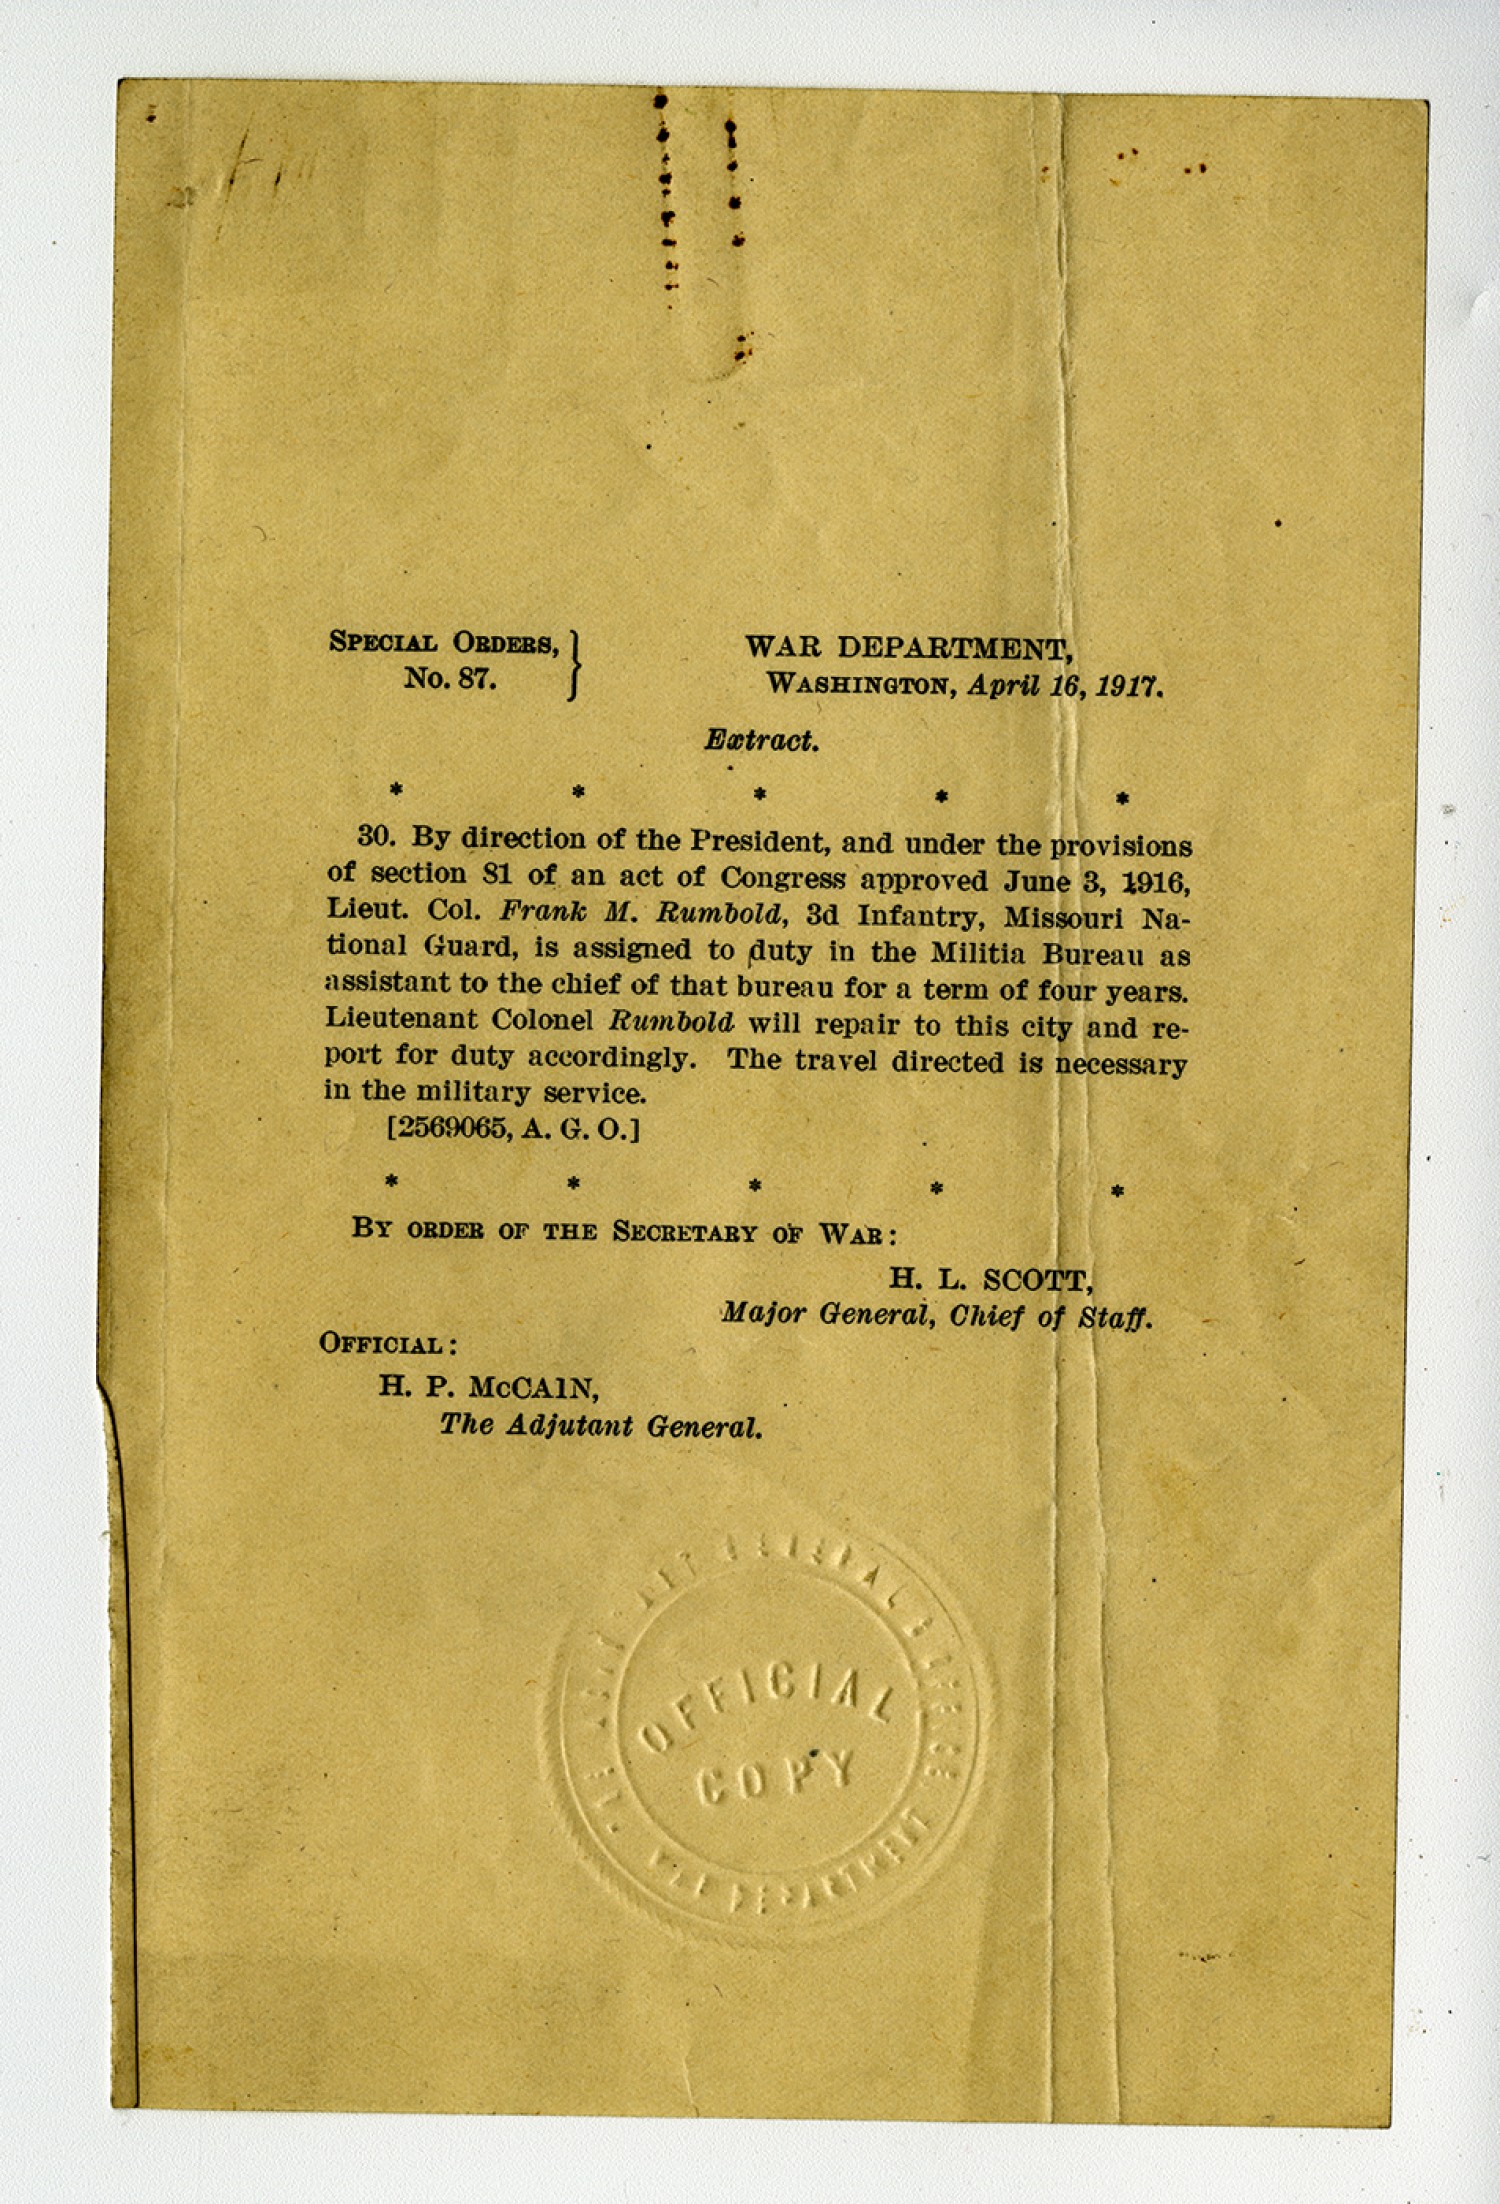 SPECIAL ORDERS, }
No. 87.
WAR DEPARTMENT,
WASHINGTON, April 16, 1917.
Extract.
* * * * *
30. By direction of the President, and under the provisions
of section 81 of an act of Congress approved June 3, 1916,
Lieut. Col. Frank M. Rumbold, 3d Infantry, Missouri Na-
tional Guard, is assigned to duty in the Militia Bureau as
assistant to the chief of that bureau for a term of four years.
Lieutenant Colonel Rumbold will repair to this city and re-
port for duty accordingly. The travel directed is necessary
in the military service.
[2569065, A. G. O.]
* * * * *
BY ORDER OF THE SECRETARY OF WAR:
H. L. SCOTT,
Major General, Chief of Staff.
OFFICIAL:
H. P. McCAIN,
The Adjutant General.
GENERAL
OFFICIAL
COPY
DEPARTMENT